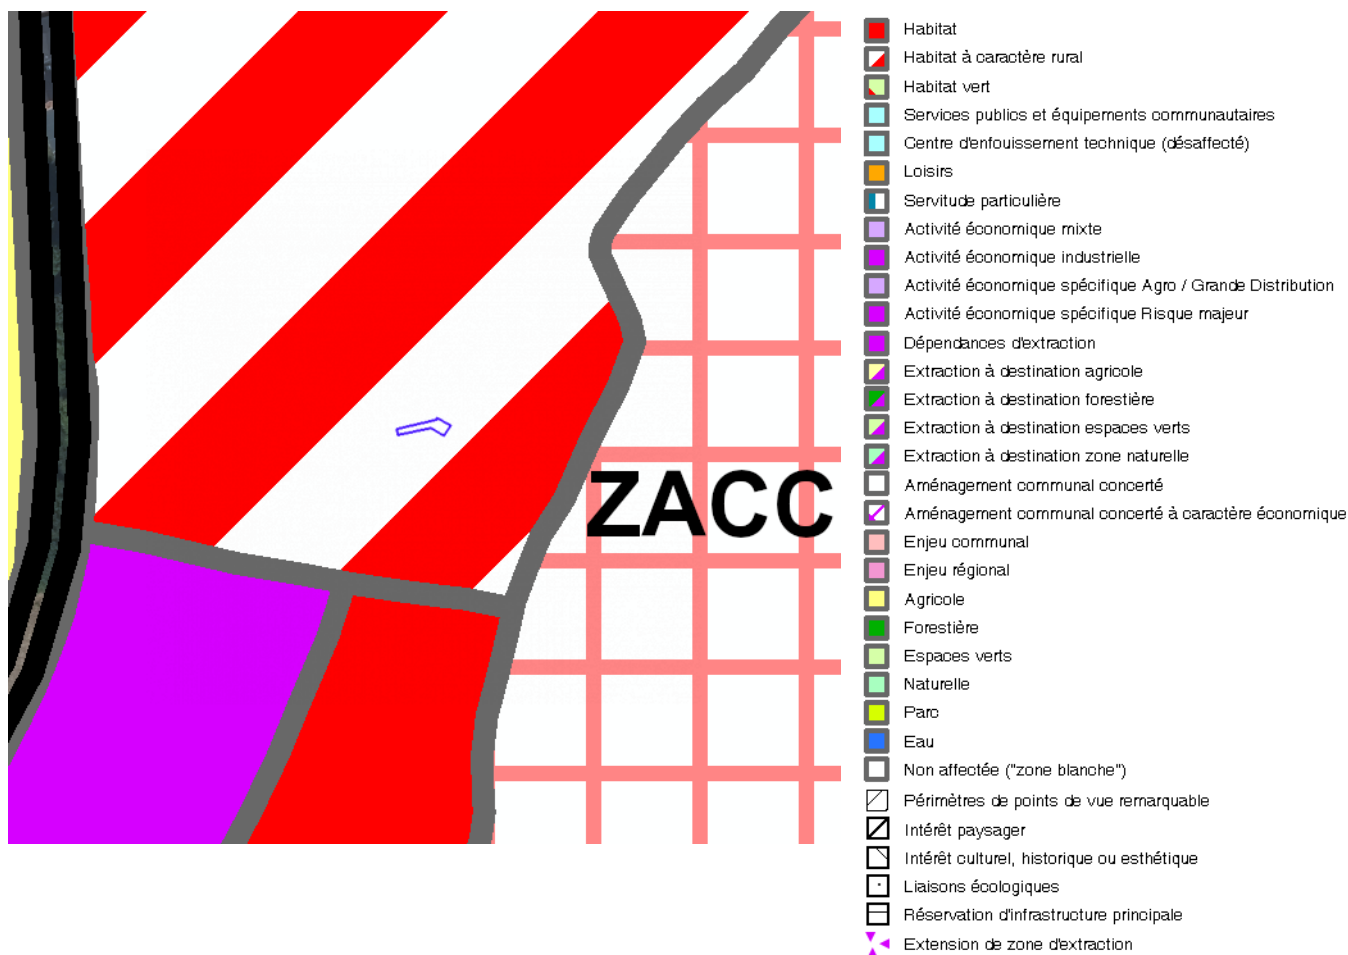 ZACC
Habitat
Habitat à caractère rural
Habitat vert
Services publics et équipements communautaires
Centre d'enfouissement technique (désaffecté)
Loisirs
Servitude particulière
Activité économique mixte
Activité économique industrielle
Activité économique spécifique Agro / Grande Distribution
Activité économique spécifique Risque majeur
Dépendances d'extraction
Extraction à destination agricole
Extraction à destination forestière
Extraction à destination espaces verts
Extraction à destination zone naturelle
Aménagement communal concerté
Aménagement communal concerté à caractère économique
Enjeu communal
Enjeu régional
Agricole
Forestière
Espaces verts
Naturelle
Parc
Eau
Non affectée ("zone blanche")
Périmètres de points de vue remarquable
Intérêt paysager
Intérêt culturel, historique ou esthétique
Liaisons écologiques
Réservation d'infrastructure principale
Extension de zone d'extraction